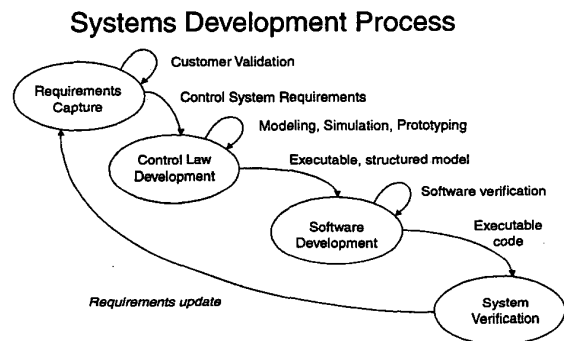 Systems Development Process
Customer Validation
Requirements
Capture
Control System Requirements
Modeling, Simulation, Prototyping
Control Law
Development
Executable, structured model
Software verification
Software
Development
Executable
code
Requirements update
System
Verification